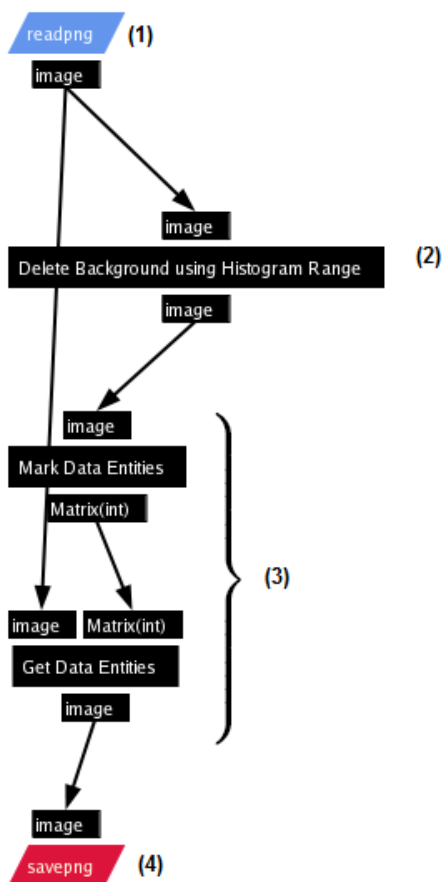 readpng (1)
image
image
Delete Background using Histogram Range (2)
image
image
Mark Data Entities
Matrix(int)
(3)
image Matrix(int)
Get Data Entities
image
image
savepng (4)